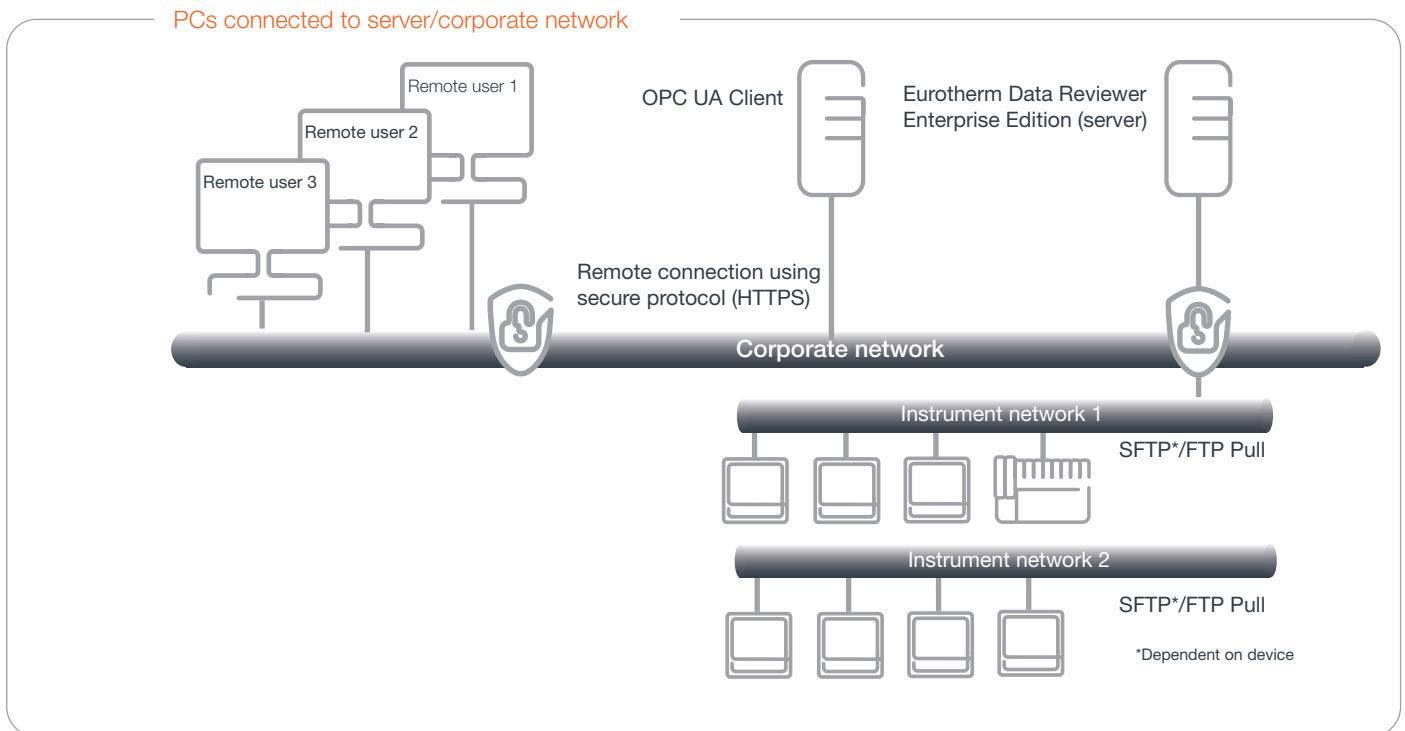 PCs connected to server/corporate network
Remote user 1
Remote user 2
Remote user 3
OPC UA Client
Eurotherm Data Reviewer
Enterprise Edition (server)
Remote connection using
secure protocol (HTTPS)
Corporate network
Instrument network 1
SFTP*/FTP Pull
Instrument network 2
SFTP*/FTP Pull
*Dependent on device